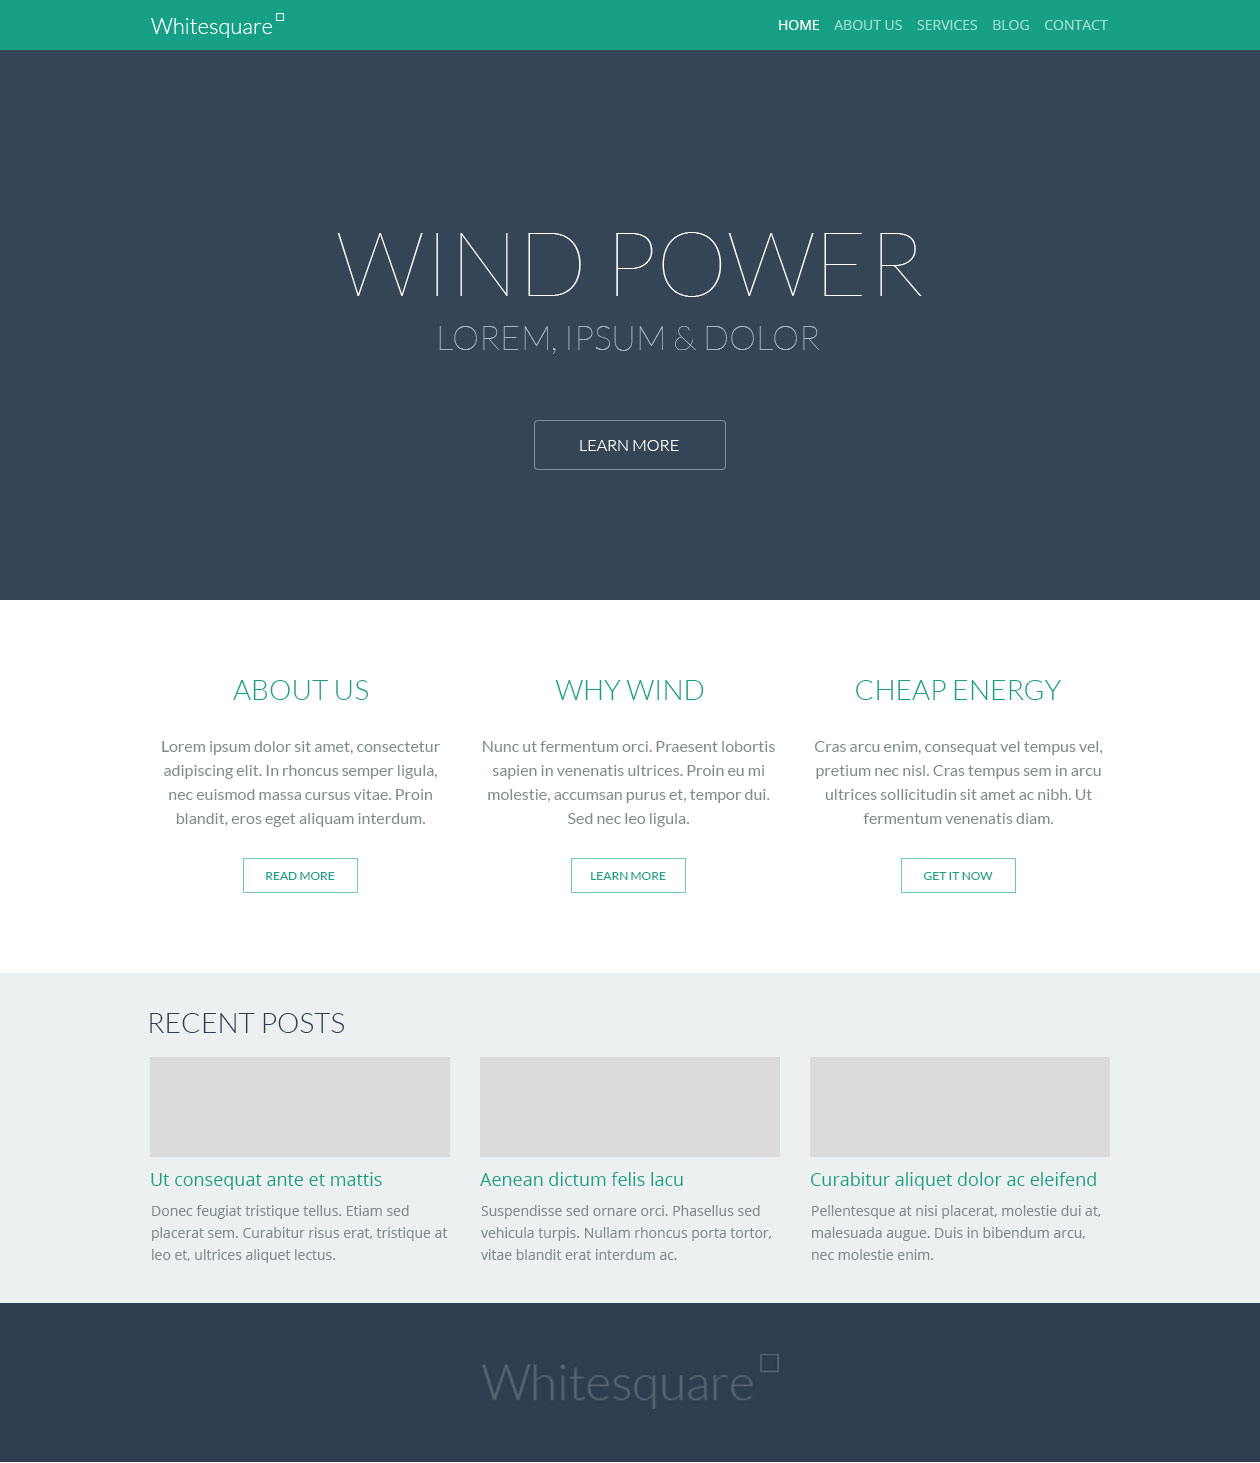 Whitesquare
HOME ABOUT US SERVICES BLOG CONTACT
WIND POWER
LOREM, IPSUM & DOLOR
LEARN MORE
ABOUT US
Lorem ipsum dolor sit amet, consectetur
adipiscing elit. In rhoncus semper ligula,
nec euismod massa cursus vitae. Proin
blandit, eros eget aliquam interdum.
READ MORE
WHY WIND
Nunc ut fermentum orci. Praesent lobortis
sapien in venenatis ultrices. Proin eu mi
molestie, accumsan purus et, tempor dui.
Sed nec leo ligula.
LEARN MORE
CHEAP ENERGY
Cras arcu enim, consequat vel tempus vel,
pretium nec nisl. Cras tempus sem in arcu
ultrices sollicitudin sit amet ac nibh. Ut
fermentum venenatis diam.
GET IT NOW
RECENT POSTS
Ut consequat ante et mattis
Donec feugiat tristique tellus. Etiam sed
placerat sem. Curabitur risus erat, tristique at
leo et, ultrices aliquet lectus.
Aenean dictum felis lacu
Suspendisse sed ornare orci. Phasellus sed
vehicula turpis. Nullam rhoncus porta tortor,
vitae blandit erat interdum ac.
Curabitur aliquet dolor ac eleifend
Pellentesque at nisi placerat, molestie dui at,
malesuada augue. Duis in bibendum arcu,
nec molestie enim.
Whitesquare